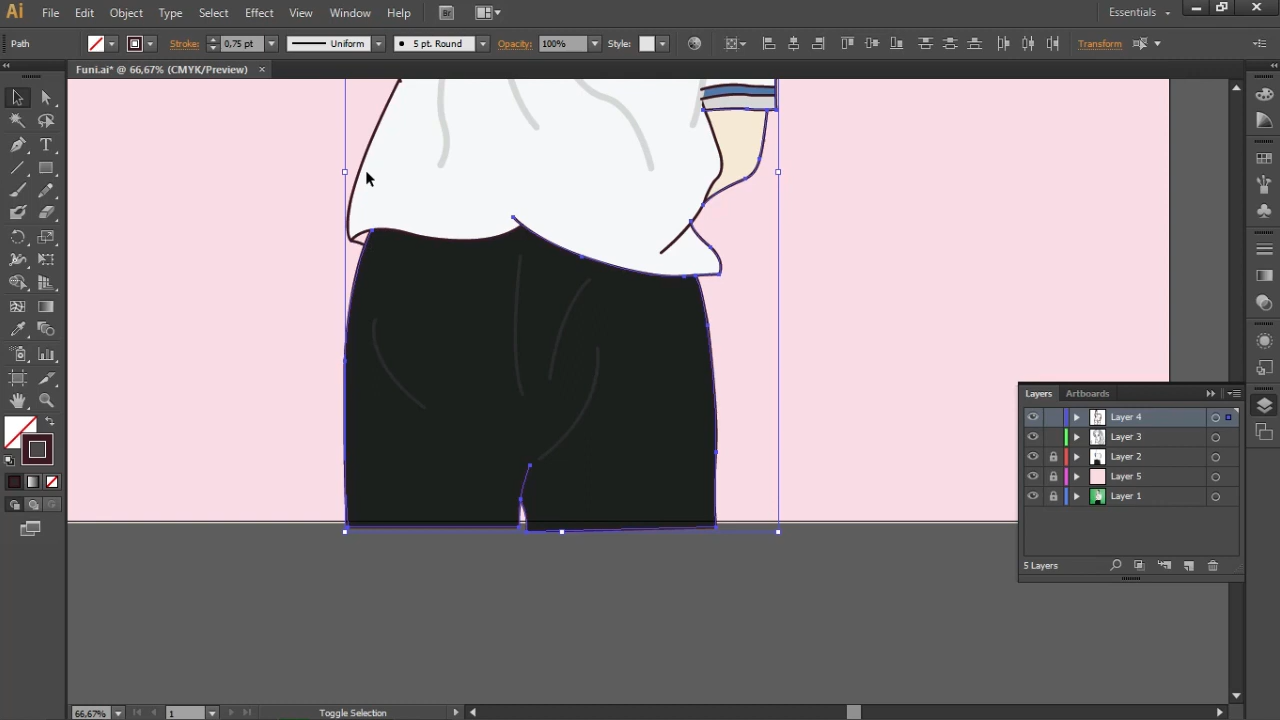 Ai File Edit Object Type Select Effect View Window Help Br Essentials
Path Stroke: 0,75 pt Uniform 5 pt. Round Opacity: 100% Style: Transform
Funi.ai* @ 66,67% (CMYK/Preview)
T
Layers Artboards
Layer 4
Layer 3
Layer 2
Layer 5
Layer 1
5 Layers
66,67% 1 Toggle Selection